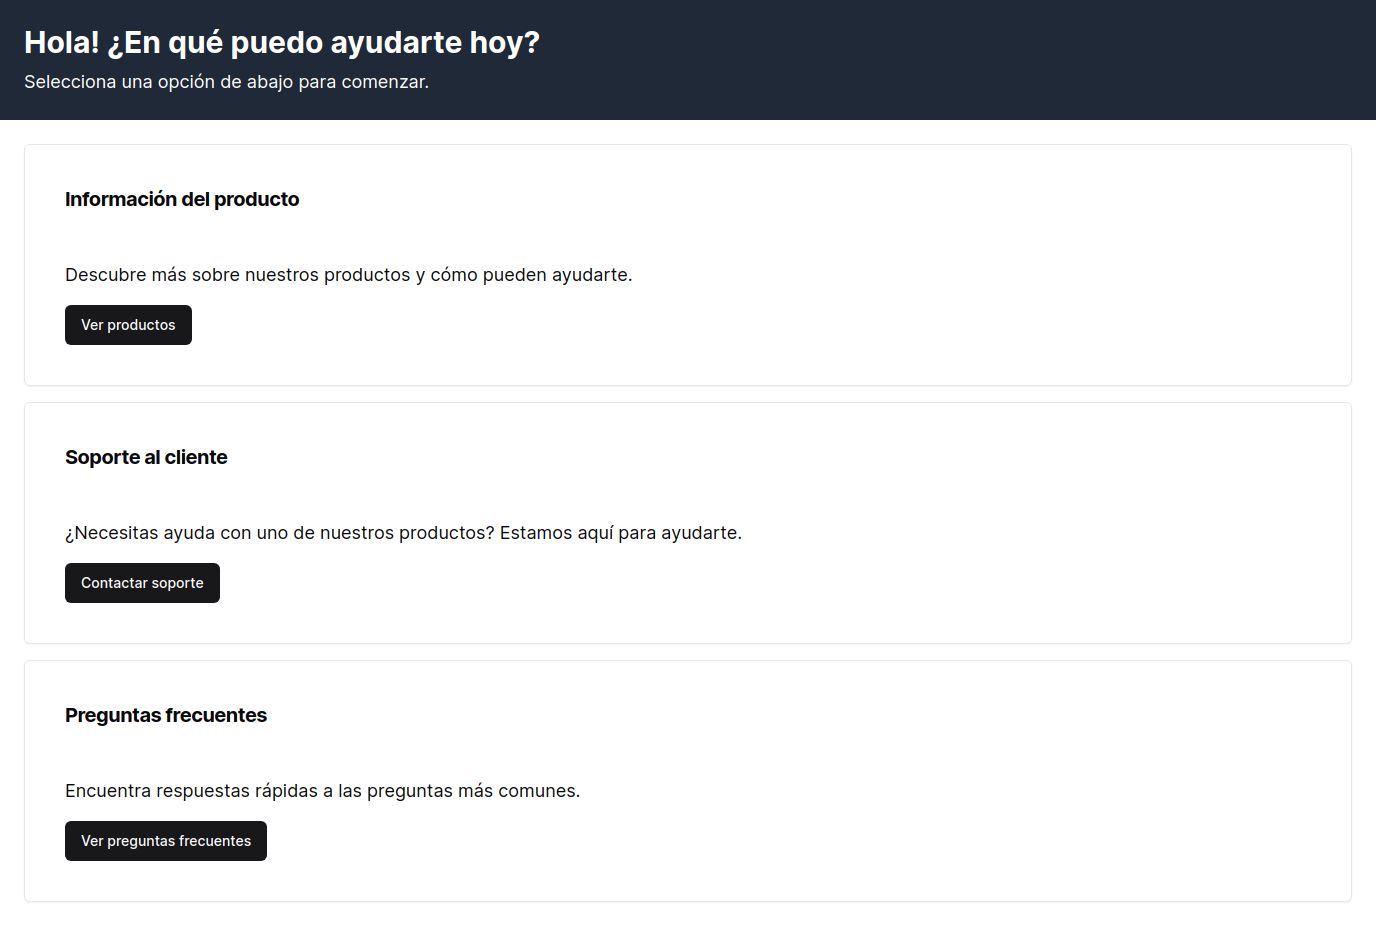 Hola! ¿En qué puedo ayudarte hoy?
Selecciona una opción de abajo para comenzar.
Información del producto
Descubre más sobre nuestros productos y cómo pueden ayudarte.
Ver productos
Soporte al cliente
¿Necesitas ayuda con uno de nuestros productos? Estamos aquí para ayudarte.
Contactar soporte
Preguntas frecuentes
Encuentra respuestas rápidas a las preguntas más comunes.
Ver preguntas frecuentes